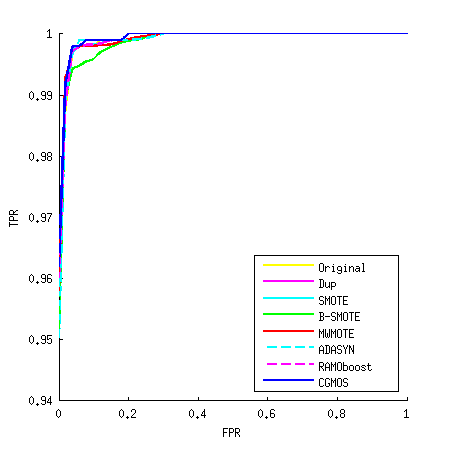 1
0.99
0.98
0.97
TPR
0.96
0.95
0.94
Original
Dup
SMOTE
B-SMOTE
MWMOTE
ADASYN
RAMOboost
CGMOS
0 0.2 0.4 0.6 0.8 1
FPR